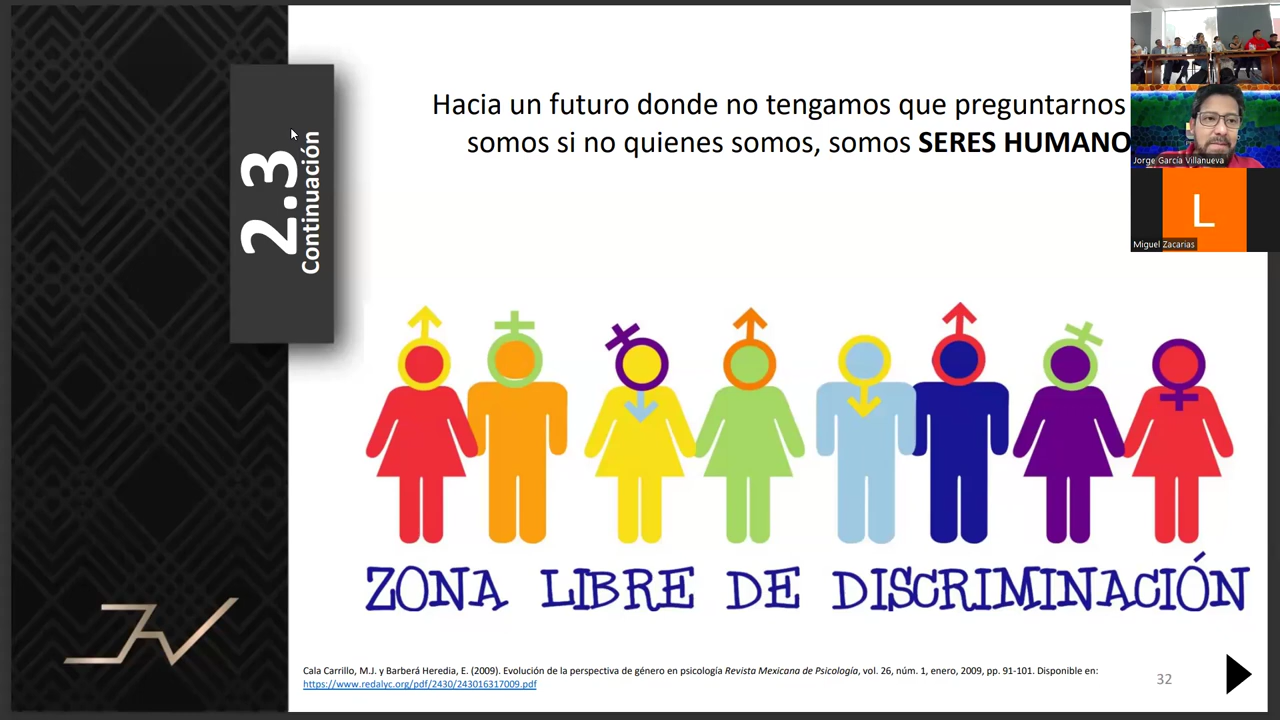 2.3
Continuación
Hacia un futuro donde no tengamos que preguntarnos
somos si no quienes somos, somos SERES HUMANO
Jorge García Villanueva
L
Miguel Zacarias
ZONA LIBRE DE DISCRIMINACIÓN
Cala Carrillo, M.J. y Barberá Heredia, E. (2009). Evolución de la perspectiva de género en psicología Revista Mexicana de Psicología, vol. 26, núm. 1, enero, 2009, pp. 91-101. Disponible en:
https://www.redalyc.org/pdf/2430/243016317009.pdf
32